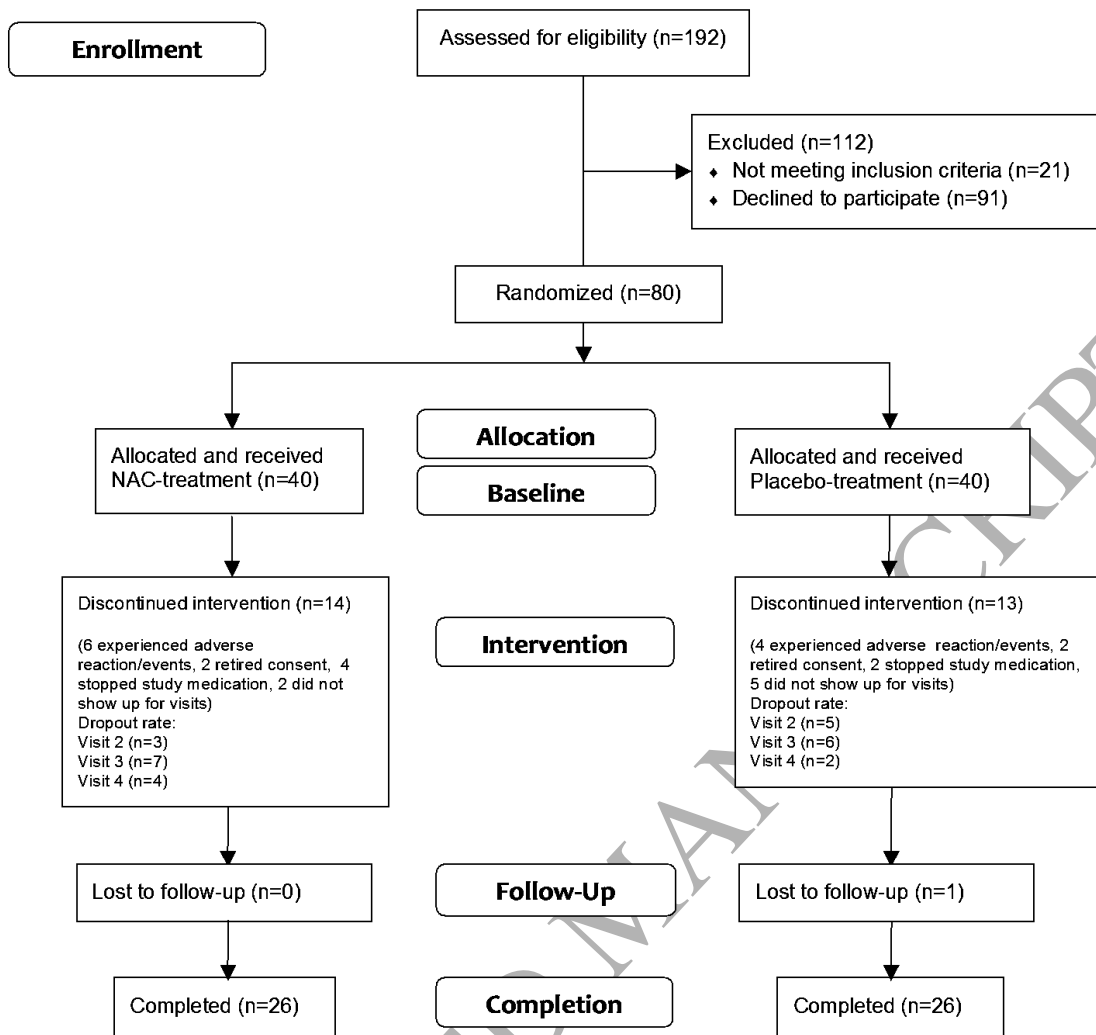 Enrollment
Assessed for eligibility (n=192)
Excluded (n=112)
♦ Not meeting inclusion criteria (n=21)
♦ Declined to participate (n=91)
Randomized (n=80)
Allocation
Baseline
Allocated and received
NAC-treatment (n=40)
Allocated and received
Placebo-treatment (n=40)
Intervention
Discontinued intervention (n=14)
(6 experienced adverse
reaction/events, 2 retired consent, 4
stopped study medication, 2 did not
show up for visits)
Dropout rate:
Visit 2 (n=3)
Visit 3 (n=7)
Visit 4 (n=4)
Discontinued intervention (n=13)
(4 experienced adverse reaction/events, 2
retired consent, 2 stopped study medication,
5 did not show up for visits)
Dropout rate:
Visit 2 (n=5)
Visit 3 (n=6)
Visit 4 (n=2)
Lost to follow-up (n=0)
Follow-Up
Lost to follow-up (n=1)
Completed (n=26)
Completion
Completed (n=26)